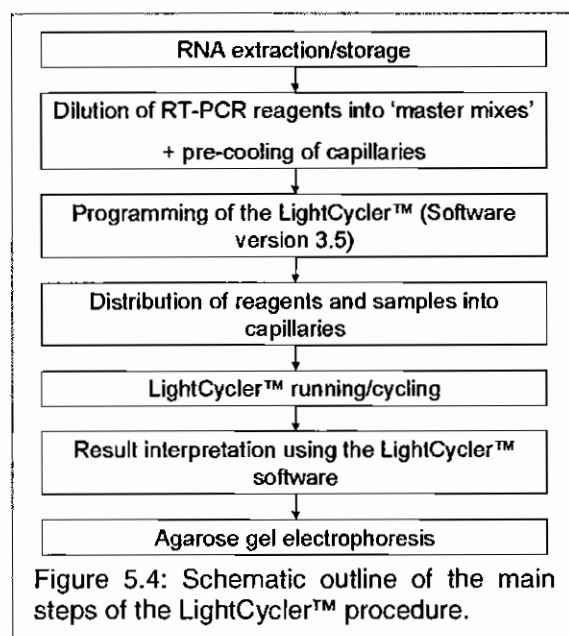 RNA extraction/storage
Dilution of RT-PCR reagents into 'master mixes'
+ pre-cooling of capillaries
Programming of the LightCycler™ (Software
version 3.5)
Distribution of reagents and samples into
capillaries
LightCycler™ running/cycling
Result interpretation using the LightCycler™
software
Agarose gel electrophoresis
Figure 5.4: Schematic outline of the main
steps of the LightCycler™ procedure.